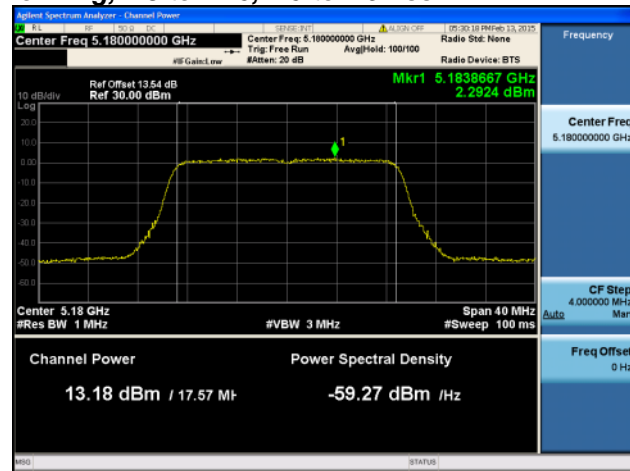 Agilent Spectrum Analyzer - Channel Power
RL RF 50 Ω DC SENSE:INT ALIGN OFF 05:30:18 PM Feb 13, 2015
Center Freq 5.180000000 GHz Center Freq: 5.180000000 GHz Radio Std: None Frequency
Trig: Free Run Avg|Hold: 100/100
#IFGain:Low #Atten: 20 dB Radio Device: BTS
Mkr1 5.1838667 GHz
Ref Offset 13.54 dB
10 dB/div Ref 30.00 dBm 2.2924 dBm
Log
20.0
10.0
0.00
-10.0
-20.0
-30.0
-40.0
-50.0
-60.0
1
Center Freq
5.180000000 GHz
Center 5.18 GHz Span 40 MHz
#Res BW 1 MHz #VBW 3 MHz #Sweep 100 ms
CF Step
4.000000 MHz
Auto Man
Channel Power Power Spectral Density
13.18 dBm / 17.57 MH -59.27 dBm /Hz
Freq Offset
0 Hz
MSG STATUS